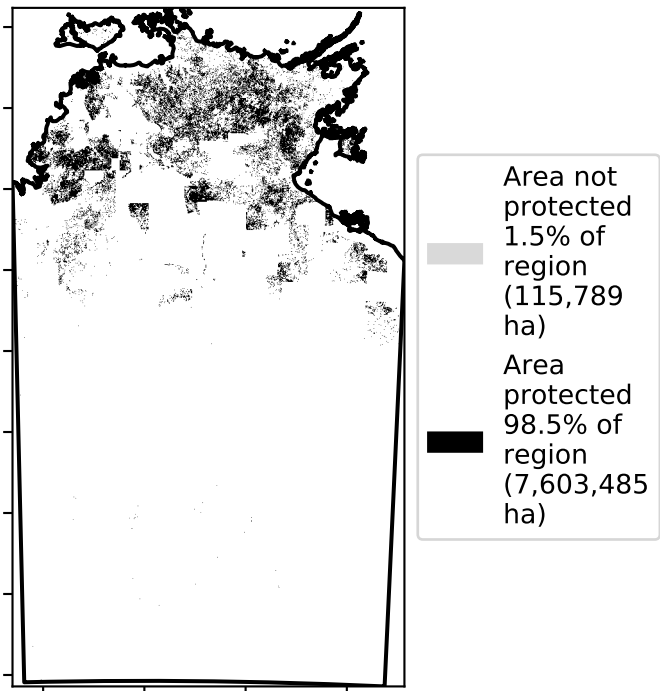 Area not
protected
1.5% of
region
(115,789
ha)
Area
protected
98.5% of
region
(7,603,485
ha)